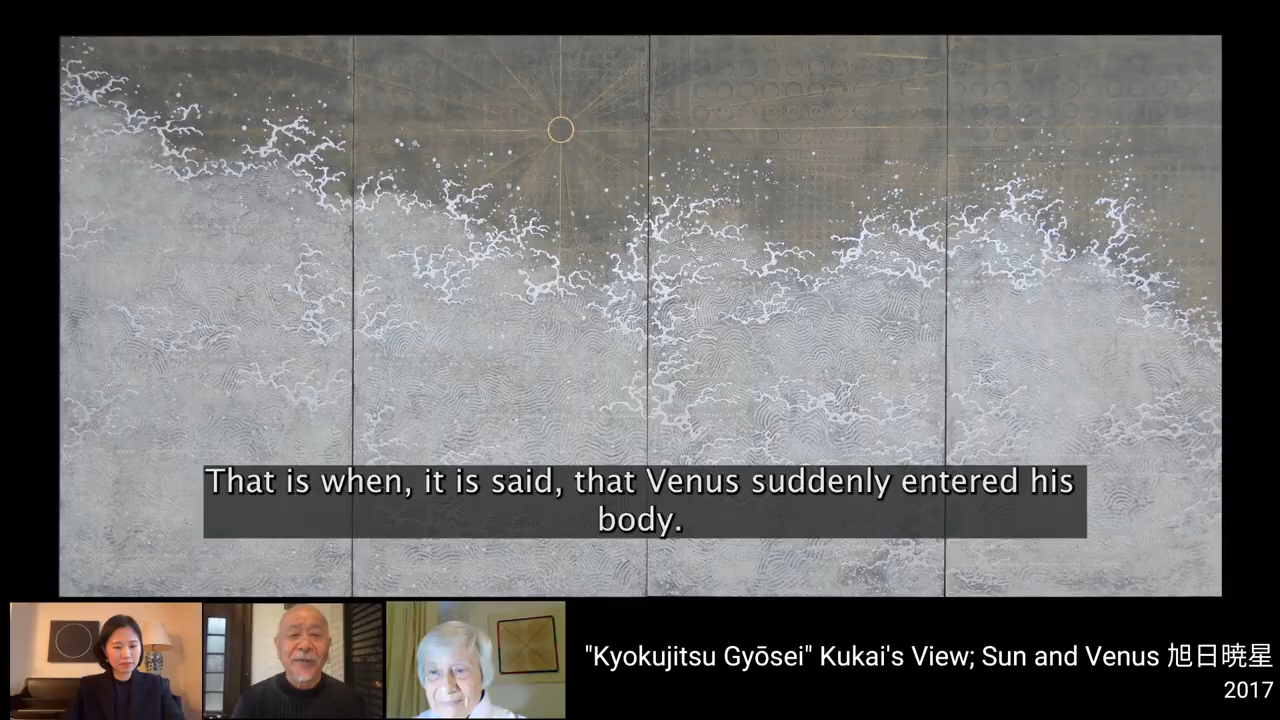 That is when, it is said, that Venus suddenly entered his
body.
"Kyokujitsu Gyōsei" Kukai's View; Sun and Venus 旭日暁星
2017